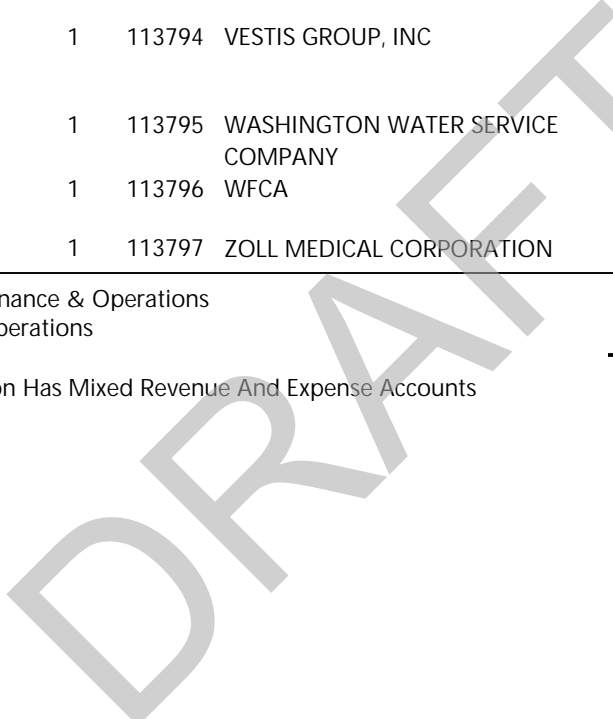 1 113794 VESTIS GROUP, INC
1 113795 WASHINGTON WATER SERVICE
COMPANY
1 113796 WFCA
1 113797 ZOLL MEDICAL CORPORATION
nance & Operations
perations
on Has Mixed Revenue And Expense Accounts
DRAFT